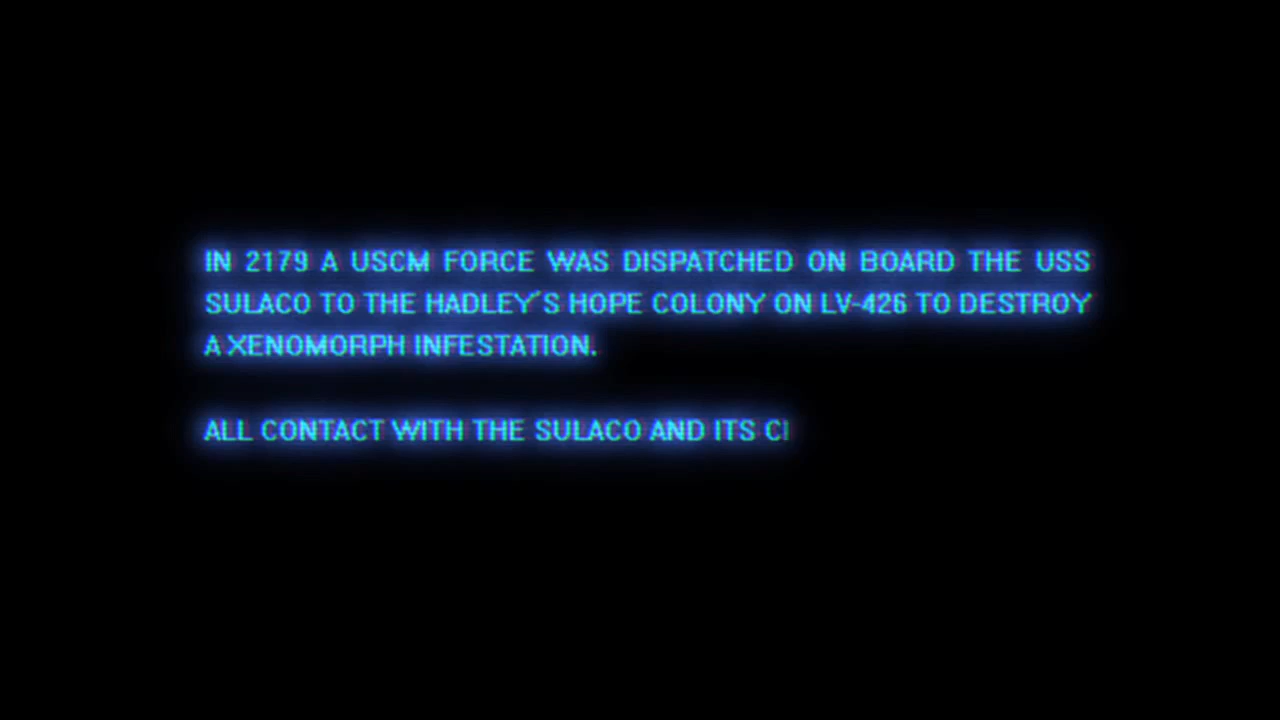 IN 2179 A USCM FORCE WAS DISPATCHED ON BOARD THE USS
SULACO TO THE HADLEY´S HOPE COLONY ON LV-426 TO DESTROY
A XENOMORPH INFESTATION.
ALL CONTACT WITH THE SULACO AND ITS C